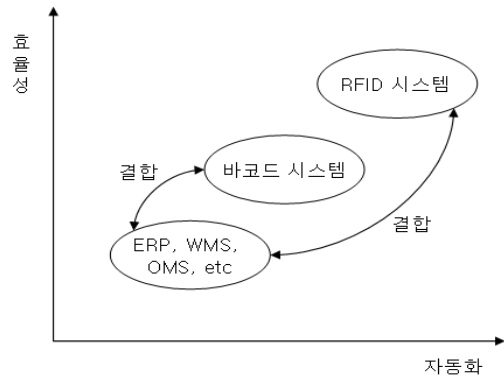 효율성
RFID 시스템
결합
바코드 시스템
결합
ERP, WMS,
OMS, etc
자동화